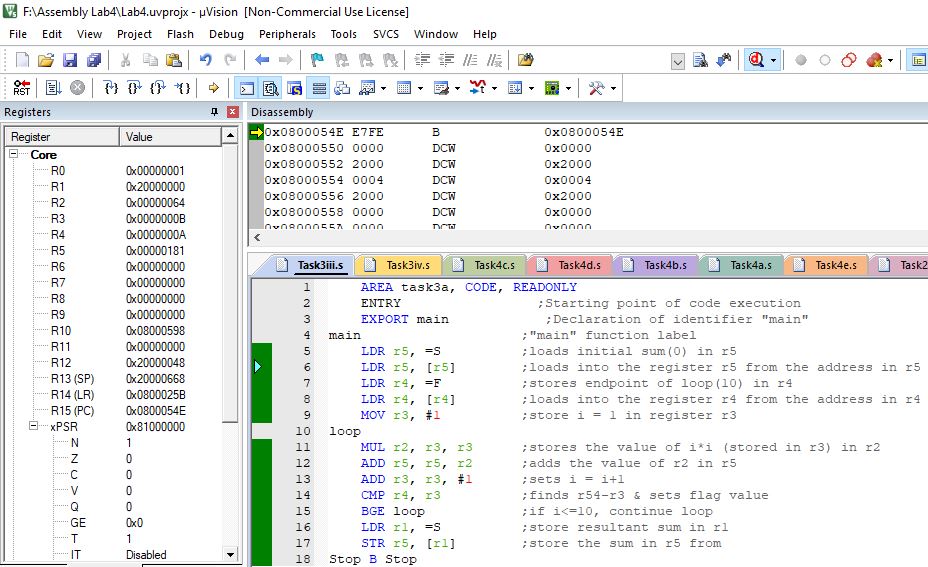 F:\Assembly Lab4\Lab4.uvprojx - µVision [Non-Commercial Use License]
File Edit View Project Flash Debug Peripherals Tools SVCS Window Help
RST
Registers
Register Value
Core
R0 0x00000001
R1 0x20000000
R2 0x00000064
R3 0x0000000B
R4 0x0000000A
R5 0x00000181
R6 0x00000000
R7 0x00000000
R8 0x00000000
R9 0x00000000
R10 0x08000598
R11 0x00000000
R12 0x20000048
R13 (SP) 0x20000668
R14 (LR) 0x0800025B
R15 (PC) 0x0800054E
xPSR 0x81000000
N 1
Z 0
C 0
V 0
Q 0
GE 0x0
T 1
IT Disabled
Disassembly
0x0800054E E7FE B 0x0800054E
0x08000550 0000 DCW 0x0000
0x08000552 2000 DCW 0x2000
0x08000554 0004 DCW 0x0004
0x08000556 2000 DCW 0x2000
0x08000558 0000 DCW 0x0000
0x0800055A 0000 DCW 0x0000
Task3iii.s Task3iv.s Task4c.s Task4d.s Task4b.s Task4a.s Task4e.s Task2
1 AREA task3a, CODE, READONLY
2 ENTRY ;Starting point of code execution
3 EXPORT main ;Declaration of identifier "main"
4 main ;"main" function label
5 LDR r5, =S ;loads initial sum(0) in r5
6 LDR r5, [r5] ;loads into the register r5 from the address in r5
7 LDR r4, =F ;stores endpoint of loop(10) in r4
8 LDR r4, [r4] ;loads into the register r4 from the address in r4
9 MOV r3, #1 ;store i = 1 in register r3
10 loop
11 MUL r2, r3, r3 ;stores the value of i*i (stored in r3) in r2
12 ADD r5, r5, r2 ;adds the value of r2 in r5
13 ADD r3, r3, #1 ;sets i = i+1
14 CMP r4, r3 ;finds r54-r3 & sets flag value
15 BGE loop ;if i<=10, continue loop
16 LDR r1, =S ;store resultant sum in r1
17 STR r5, [r1] ;store the sum in r5 from
18 Stop B Stop